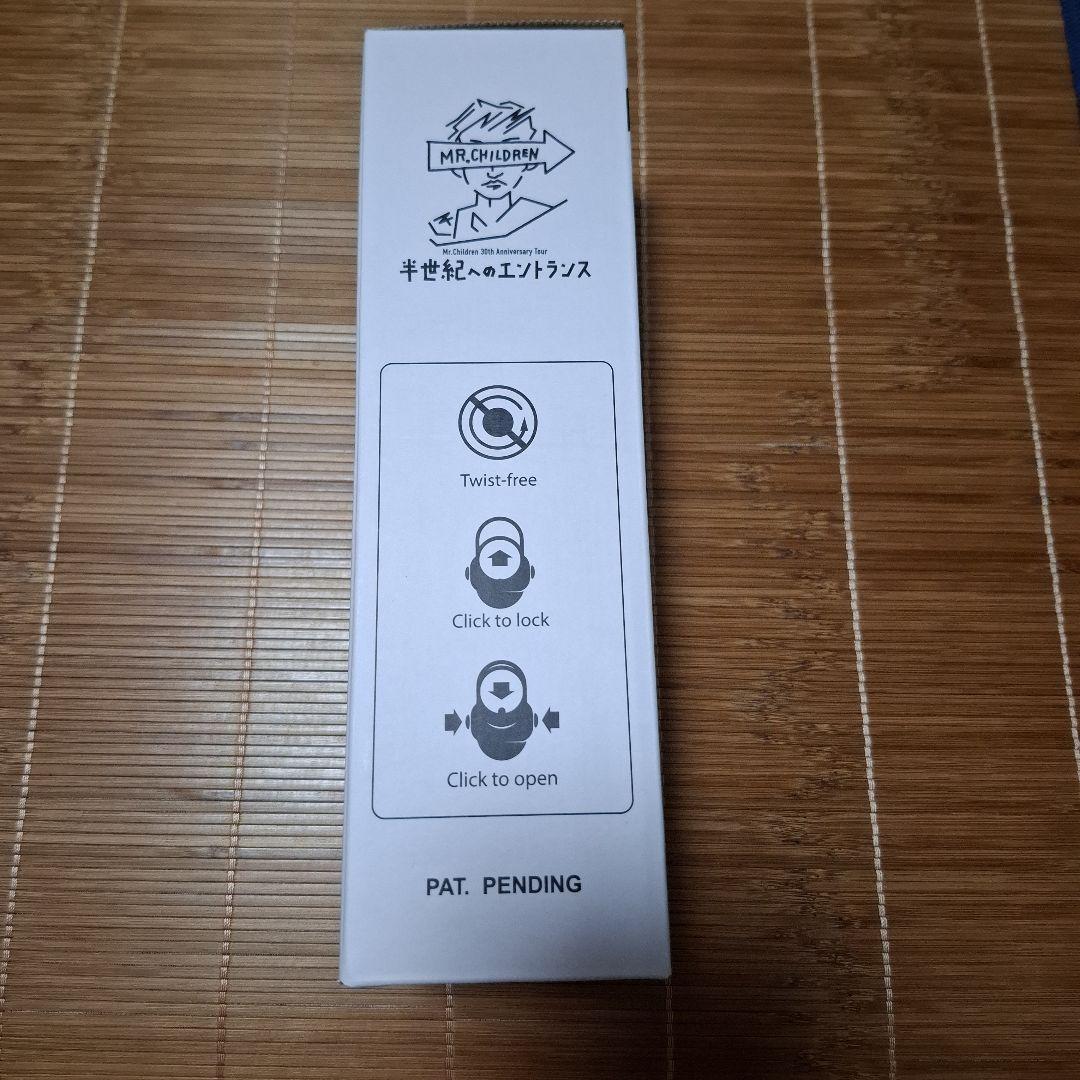 MR.CHILDREN
Mr.Children 30th Anniversary Tour
半世紀へのエントランス
Twist-free
Click to lock
Click to open
PAT. PENDING